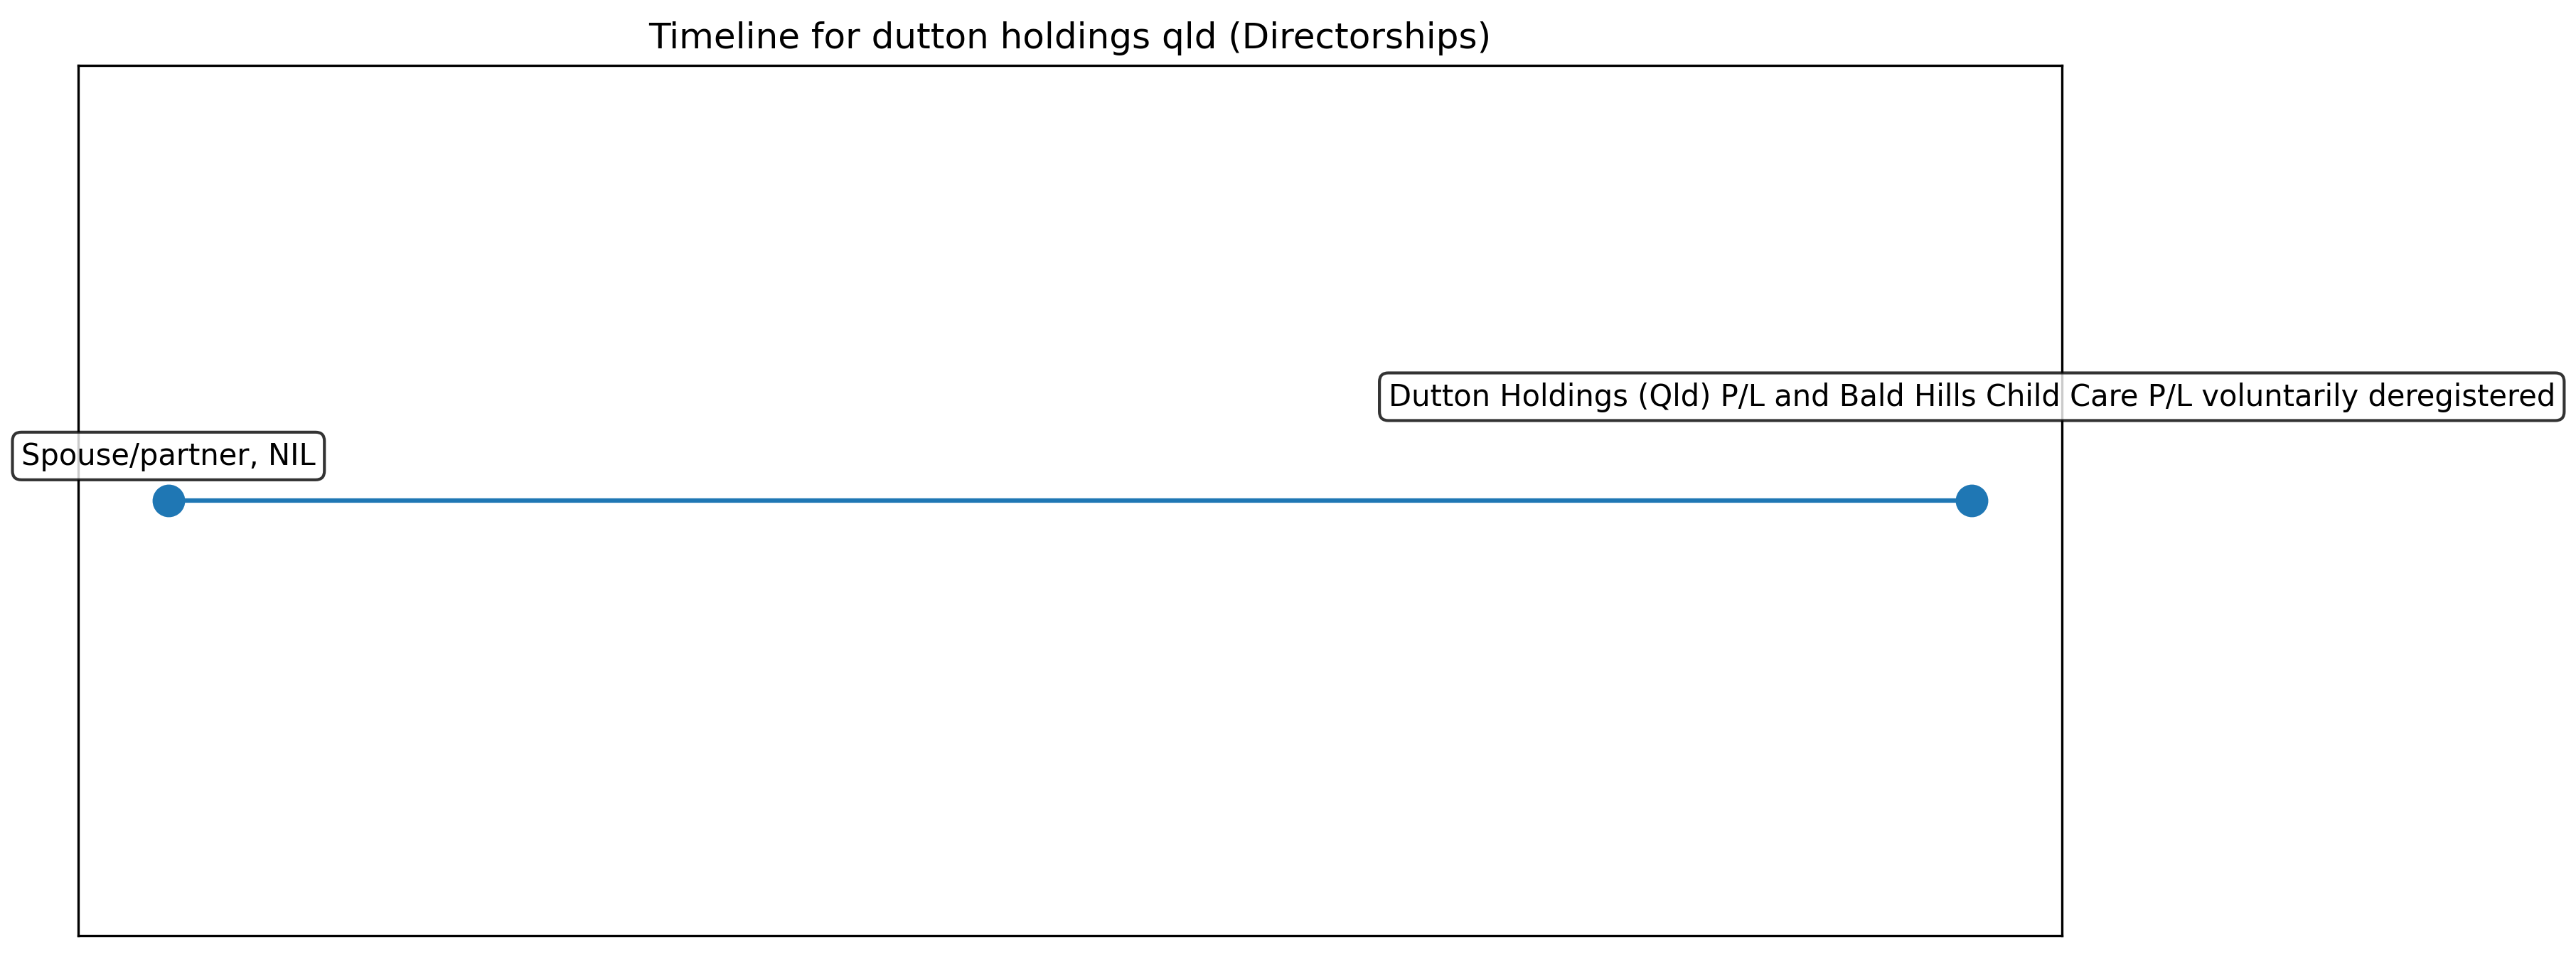 Timeline for dutton holdings qld (Directorships)
Dutton Holdings (Qld) P/L and Bald Hills Child Care P/L voluntarily deregistered
Spouse/partner, NIL